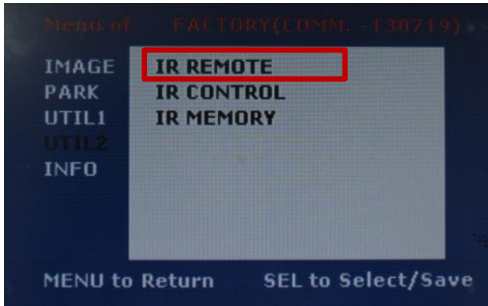 Menu of FACTORY(COMM. -130719)
IMAGE IR REMOTE
PARK IR CONTROL
UTIL1 IR MEMORY
UTIL2
INFO
MENU to Return SEL to Select/Save